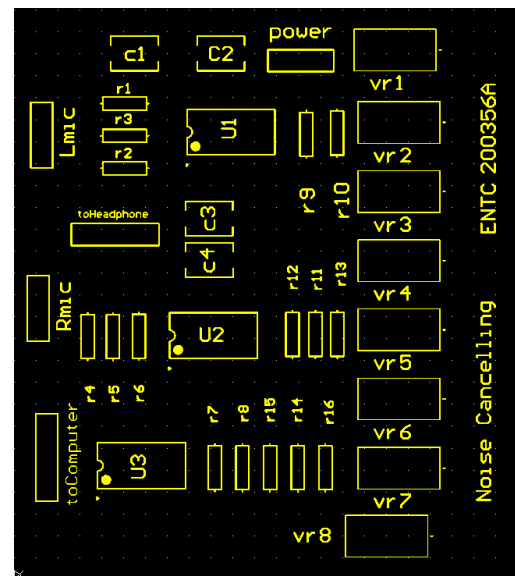 power
c1
C2
vr1
r1
r3
r2
Lmic
U1
vr2
r9
r10
vr3
ENTC 200356A
toHeadphone
c3
c4
r12
r11
r13
vr4
Rmic
U2
r4
r5
r6
vr5
r7
r8
r15
r14
r16
vr6
toComputer
U3
vr7
vr8
Noise Cancelling